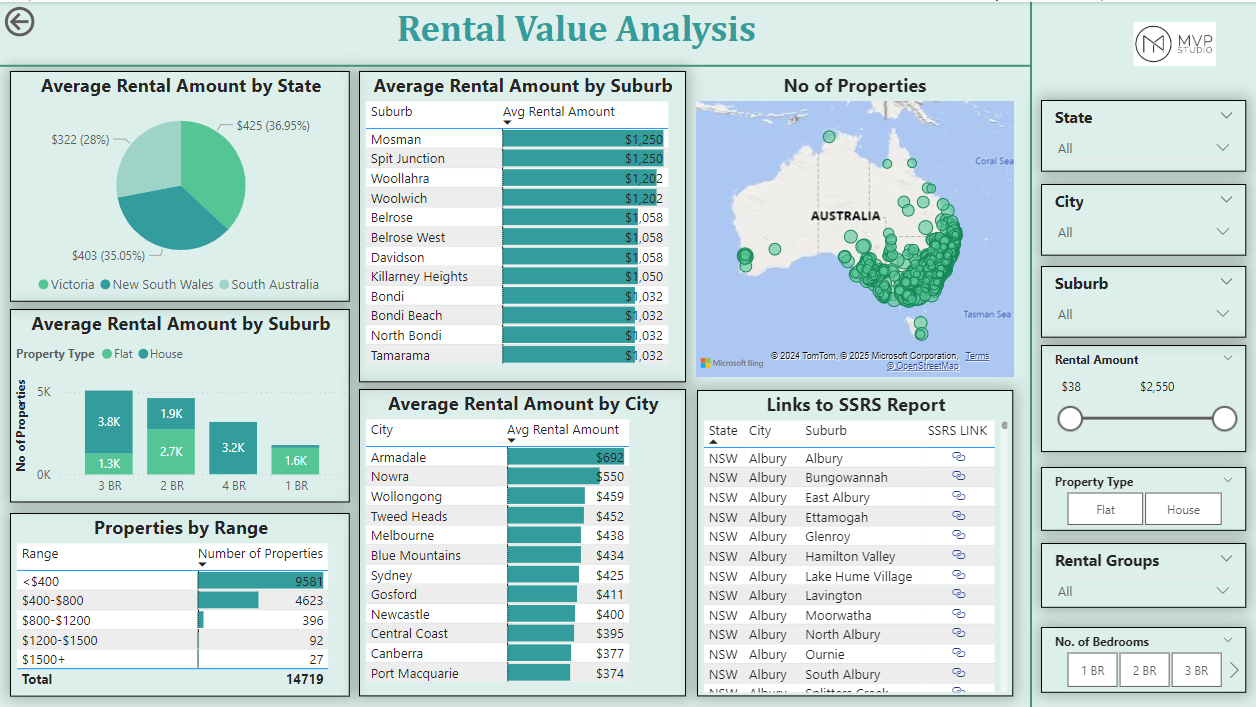 Rental Value Analysis
MVP
STUDIO
Average Rental Amount by State
$425 (36.95%)
$322 (28%)
$403 (35.05%)
Victoria New South Wales South Australia
Average Rental Amount by Suburb
Property Type Flat House
No of Properties
5K
0K
3.8K
1.3K
1.9K
2.7K
3.2K
1.6K
3 BR 2 BR 4 BR 1 BR
Properties by Range
Range Number of Properties
<$400 9581
$400-$800 4623
$800-$1200 396
$1200-$1500 92
$1500+ 27
Total 14719
Average Rental Amount by Suburb
Suburb Avg Rental Amount
Mosman $1,250
Spit Junction $1,250
Woollahra $1,202
Woolwich $1,202
Belrose $1,058
Belrose West $1,058
Davidson $1,058
Killarney Heights $1,050
Bondi $1,032
Bondi Beach $1,032
North Bondi $1,032
Tamarama $1,032
Average Rental Amount by City
City Avg Rental Amount
Armadale $692
Nowra $550
Wollongong $459
Tweed Heads $452
Melbourne $438
Blue Mountains $434
Sydney $425
Gosford $411
Newcastle $400
Central Coast $395
Canberra $377
Port Macquarie $374
No of Properties
Coral Sea
AUSTRALIA
Tasman Sea
Microsoft Bing
© 2024 TomTom, © 2025 Microsoft Corporation, Terms
© OpenStreetMap
Links to SSRS Report
State City Suburb SSRS LINK
NSW Albury Albury
NSW Albury Bungowannah
NSW Albury East Albury
NSW Albury Ettamogah
NSW Albury Glenroy
NSW Albury Hamilton Valley
NSW Albury Lake Hume Village
NSW Albury Lavington
NSW Albury Moorwatha
NSW Albury North Albury
NSW Albury Ournie
NSW Albury South Albury
NSW Albury Splitters Creek
State
All
City
All
Suburb
All
Rental Amount
$38 $2,550
Property Type
Flat House
Rental Groups
All
No. of Bedrooms
1 BR 2 BR 3 BR